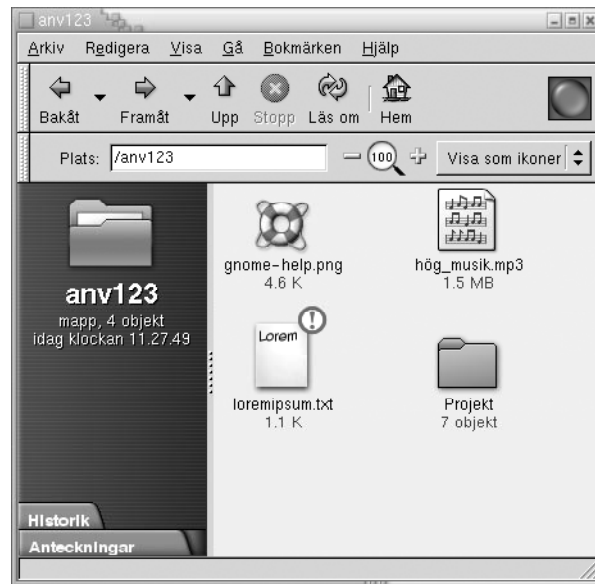 anv123
Arkiv Redigera Visa Gå Bokmärken Hjälp
Bakåt Framåt Upp Stopp Läs om Hem
Plats: /anv123 100 Visa som ikoner
anv123
mapp, 4 objekt
idag klockan 11.27.49
gnome-help.png
4.6 K
hög_musik.mp3
1.5 MB
Lorem
loremipsum.txt
1.1 K
Projekt
7 objekt
Historik
Anteckningar